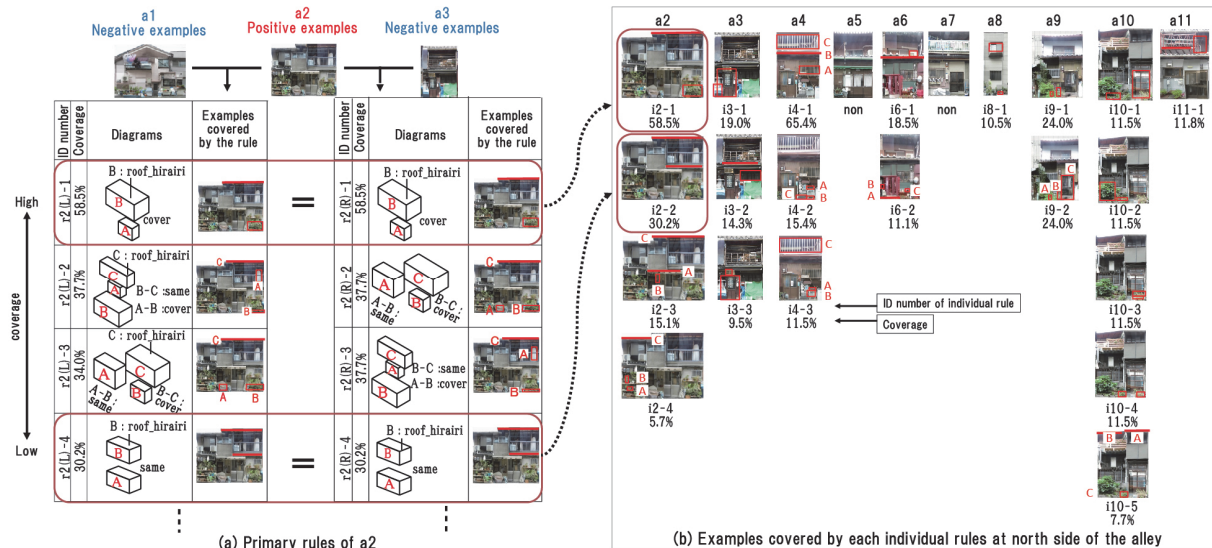 a1
Negative examples
a2
Positive examples
a3
Negative examples
ID number
Coverage
Diagrams
Examples
covered
by the rule
ID number
Coverage
Diagrams
Examples
covered
by the rule
High
coverage
Low
r2(L)-1
58.5%
B : roof_hirairi
B
cover
A
=
r2(R)-1
58.5%
B : roof_hirairi
B
cover
A
r2(L)-2
37.7%
C : roof_hirairi
C
A
B
B-C :same
A-B :cover
C
A
B
r2(R)-2
37.7%
C : roof_hirairi
A
C
B
A-B: same
B-C: cover
C
A
B
r2(L)-3
34.0%
C : roof_hirairi
A
C
B
A-B: same
B-C: cover
C
A
B
r2(R)-3
37.7%
C : roof_hirairi
C
A
B
B-C :same
A-B :cover
C
A
B
r2(L)-4
30.2%
B : roof_hirairi
B
same
A
=
r2(R)-4
30.2%
B : roof_hirairi
B
same
A
(a) Primary rules of a2
a2 a3 a4 a5 a6 a7 a8 a9 a10 a11
C
B
A
i2-1 i3-1 i4-1 non i6-1 non i8-1 i9-1 i10-1 i11-1
58.5% 19.0% 65.4% 18.5% 10.5% 24.0% 11.5% 11.8%
C A B
B A C
A B C
i2-2 i3-2 i4-2 i6-2 i9-2 i10-2
30.2% 14.3% 15.4% 11.1% 24.0% 11.5%
C A B
C A B
i2-3 i3-3 i4-3 i10-3
15.1% 9.5% 11.5% 11.5%
ID number of individual rule
Coverage
C B A
i2-4 i10-4
5.7% 11.5%
B A
C
i10-5
7.7%
(b) Examples covered by each individual rules at north side of the alley